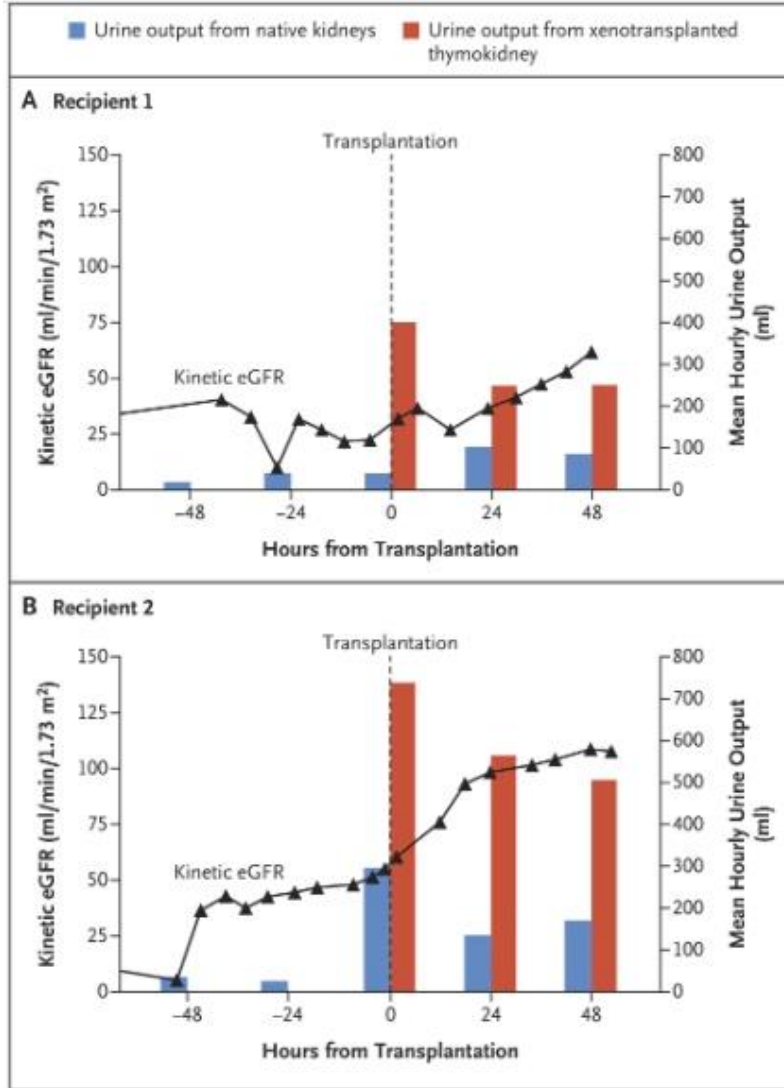 Urine output from native kidneys
Urine output from xenotransplanted
thymokidney
A Recipient 1
Transplantation
150
125
100
75
50
25
0
Kinetic eGFR (ml/min/1.73 m²)
800
700
600
500
400
300
200
100
0
Mean Hourly Urine Output
(ml)
Kinetic eGFR
−48 −24 0 24 48
Hours from Transplantation
B Recipient 2
Transplantation
150
125
100
75
50
25
0
Kinetic eGFR (ml/min/1.73 m²)
800
700
600
500
400
300
200
100
0
Mean Hourly Urine Output
(ml)
Kinetic eGFR
−48 −24 0 24 48
Hours from Transplantation